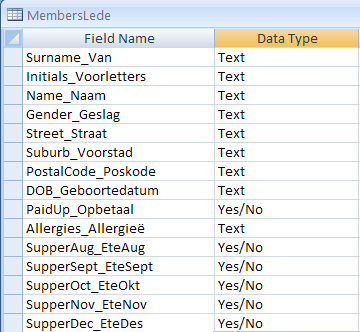 MembersLede
Field Name Data Type
Surname_Van Text
Initials_Voorletters Text
Name_Naam Text
Gender_Geslag Text
Street_Straat Text
Suburb_Voorstad Text
PostalCode_Poskode Text
DOB_Geboortedatum Text
PaidUp_Opbetaal Yes/No
Allergies_Allergieë Text
SupperAug_EteAug Yes/No
SupperSept_EteSept Yes/No
SupperOct_EteOkt Yes/No
SupperNov_EteNov Yes/No
SupperDec_EteDes Yes/No